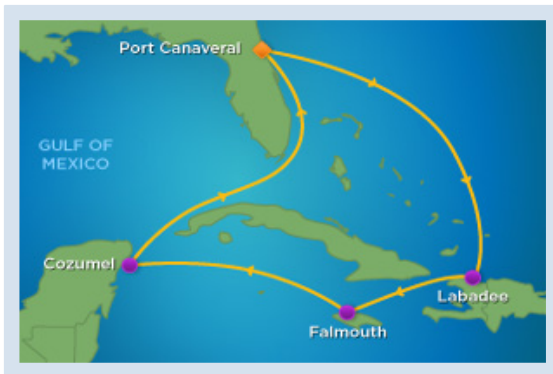 Port Canaveral
GULF OF
MEXICO
Cozumel
Labadee
Falmouth